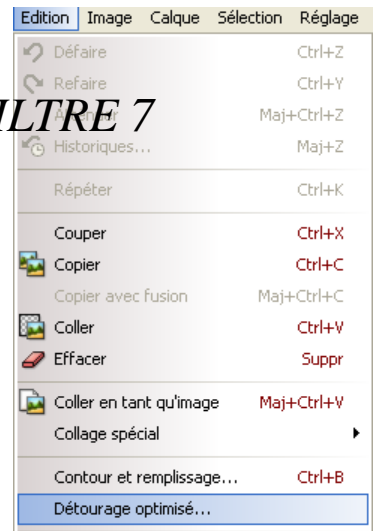 Edition Image Calque Sélection Réglage
Défaire Ctrl+Z
Refaire Ctrl+Y
ILTRE 7
Maj+Ctrl+Z
Historiques... Maj+Z
Répéter Ctrl+K
Couper Ctrl+X
Copier Ctrl+C
Copier avec fusion Maj+Ctrl+C
Coller Ctrl+V
Effacer Suppr
Coller en tant qu'image Maj+Ctrl+V
Collage spécial
Contour et remplissage... Ctrl+B
Détourage optimisé...